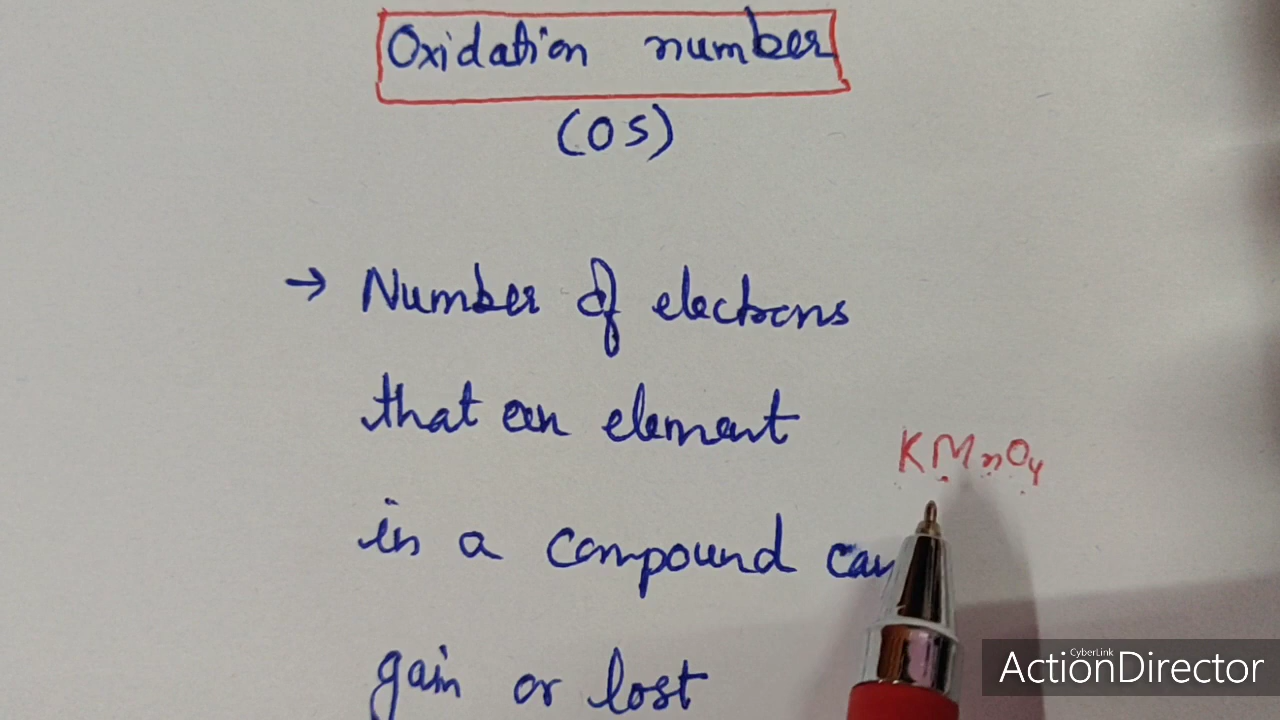 Oxidation number
(OS)
→ Number of electrons
that an element
KMnO4
in a compound can
gain or lost
CyberLink
ActionDirector